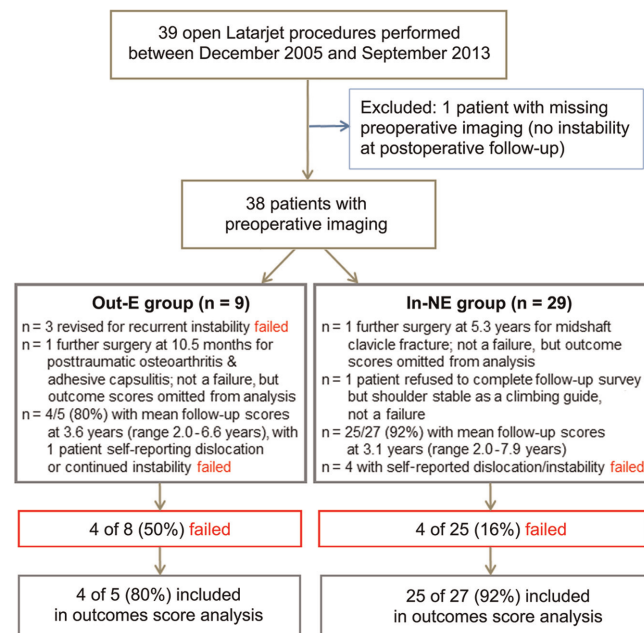 39 open Latarjet procedures performed
between December 2005 and September 2013
Excluded: 1 patient with missing
preoperative imaging (no instability
at postoperative follow-up)
38 patients with
preoperative imaging
Out-E group (n = 9)
n = 3 revised for recurrent instability failed
n = 1 further surgery at 10.5 months for
posttraumatic osteoarthritis &
adhesive capsulitis; not a failure, but
outcome scores omitted from analysis
n = 4/5 (80%) with mean follow-up scores
at 3.6 years (range 2.0-6.6 years), with
1 patient self-reporting dislocation
or continued instability failed
In-NE group (n = 29)
n = 1 further surgery at 5.3 years for midshaft
clavicle fracture; not a failure, but outcome
scores omitted from analysis
n = 1 patient refused to complete follow-up survey
but shoulder stable as a climbing guide,
not a failure
n = 25/27 (92%) with mean follow-up scores
at 3.1 years (range 2.0-7.9 years)
n = 4 with self-reported dislocation/instability failed
4 of 8 (50%) failed
4 of 25 (16%) failed
4 of 5 (80%) included
in outcomes score analysis
25 of 27 (92%) included
in outcomes score analysis